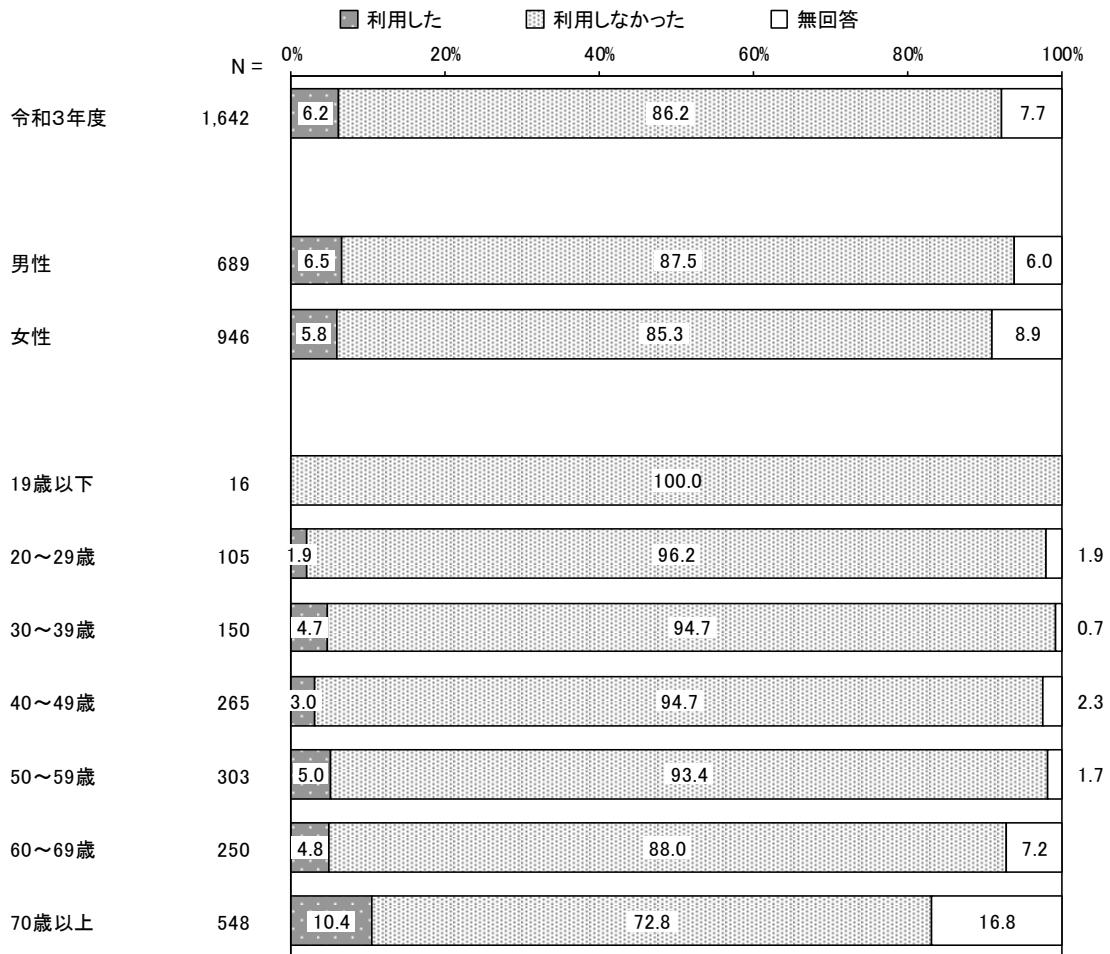 利用した 利用しなかった 無回答
N = 0% 20% 40% 60% 80% 100%
令和3年度 1,642 6.2 86.2 7.7
男性 689 6.5 87.5 6.0
女性 946 5.8 85.3 8.9
19歳以下 16 100.0
20～29歳 105 1.9 96.2 1.9
30～39歳 150 4.7 94.7 0.7
40～49歳 265 3.0 94.7 2.3
50～59歳 303 5.0 93.4 1.7
60～69歳 250 4.8 88.0 7.2
70歳以上 548 10.4 72.8 16.8